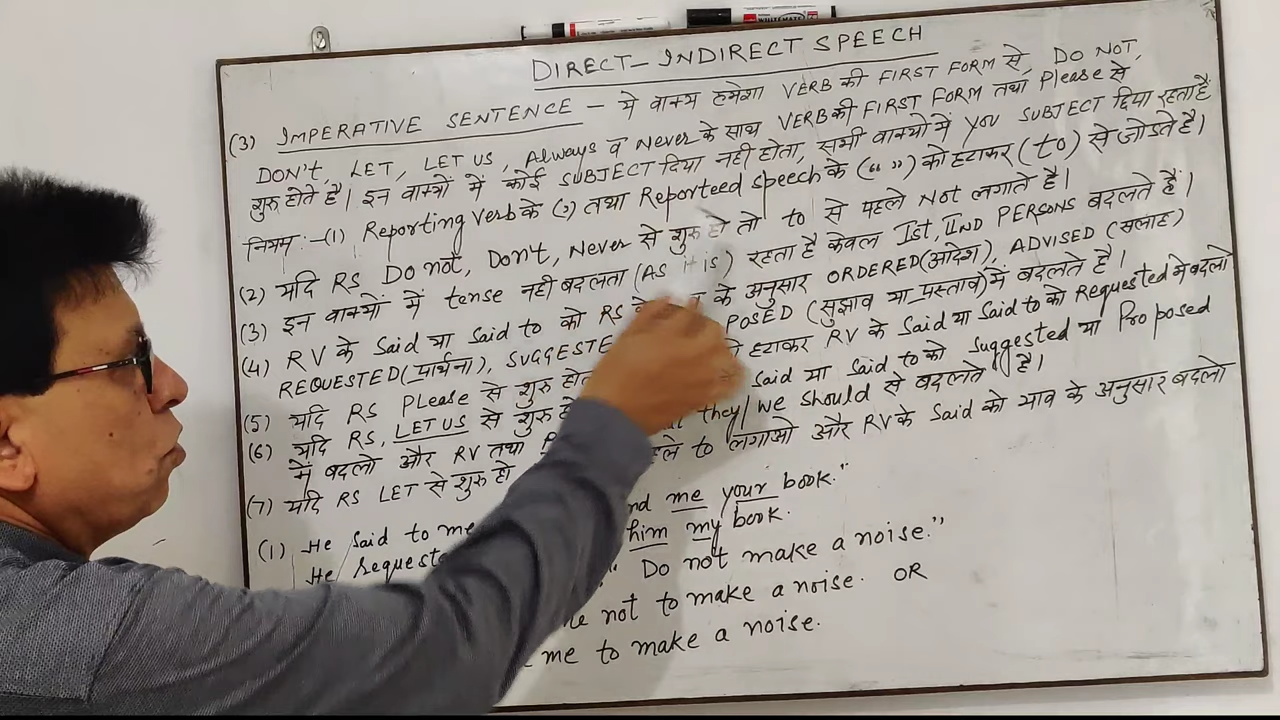 DIRECT-INDIRECT SPEECH
(3) IMPERATIVE SENTENCE - ये वाक्य हमेशा VERB की FIRST FORM से, DO NOT,
DON'T, LET, LET US, Always व Never के साथ VERB की FIRST FORM तथा Please से
शुरु होते है। इन वाक्यों में कोई SUBJECT दिया नही होता, सभी वाक्यो में YOU SUBJECT दिया रहता है
नियम:-(1) Reporting verb के (,) तथा Reporteed speech के (" ") को हटाकर (to) से जोडते है।
(2) यदि RS Do not, Don't, Never से शुरु हो तो to से पहले Not लगाते है।
(3) इन वाक्यों में tense नही बदलता (AS it is) रहता है केवल Ist, IIND PERSONS बदलते हैं।
(4) RV के Said या Said to को RS के अनुसार ORDERED(आदेश), ADVISED (सलाह)
REQUESTED(प्रार्थना), SUGGESTE POSED (सुझाव या प्रस्ताव) में बदलते है।
(5) यदि RS Please से शुरु हो हटाकर RV के Said या Said to को Requested मे बदलो
(6) यदि RS, LET US से शुरु हो Said या Said to को Suggested या Proposed
में बदलो और RV तथा they/we should से बदलते है।
(7) यदि RS LET से शुरु हो to लगाओ और RV के Said को भाव के अनुसार बदलो
(1) He Said to me me your book."
He requeste him my book.
" Do not make a noise."
not to make a noise. OR
me to make a noise.
WHITEMATE